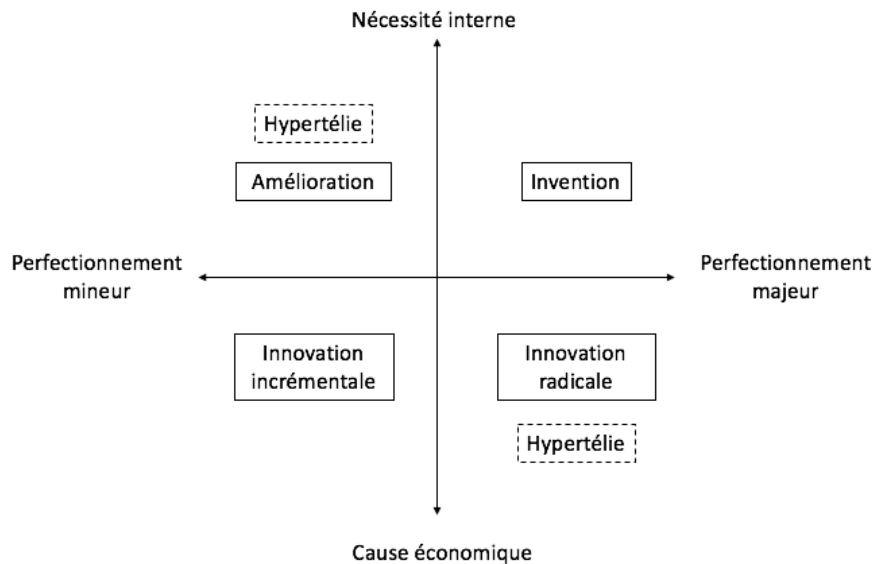 Nécessité interne
Hypertélie
Amélioration
Invention
Perfectionnement
mineur
Perfectionnement
majeur
Innovation
incrémentale
Innovation
radicale
Hypertélie
Cause économique